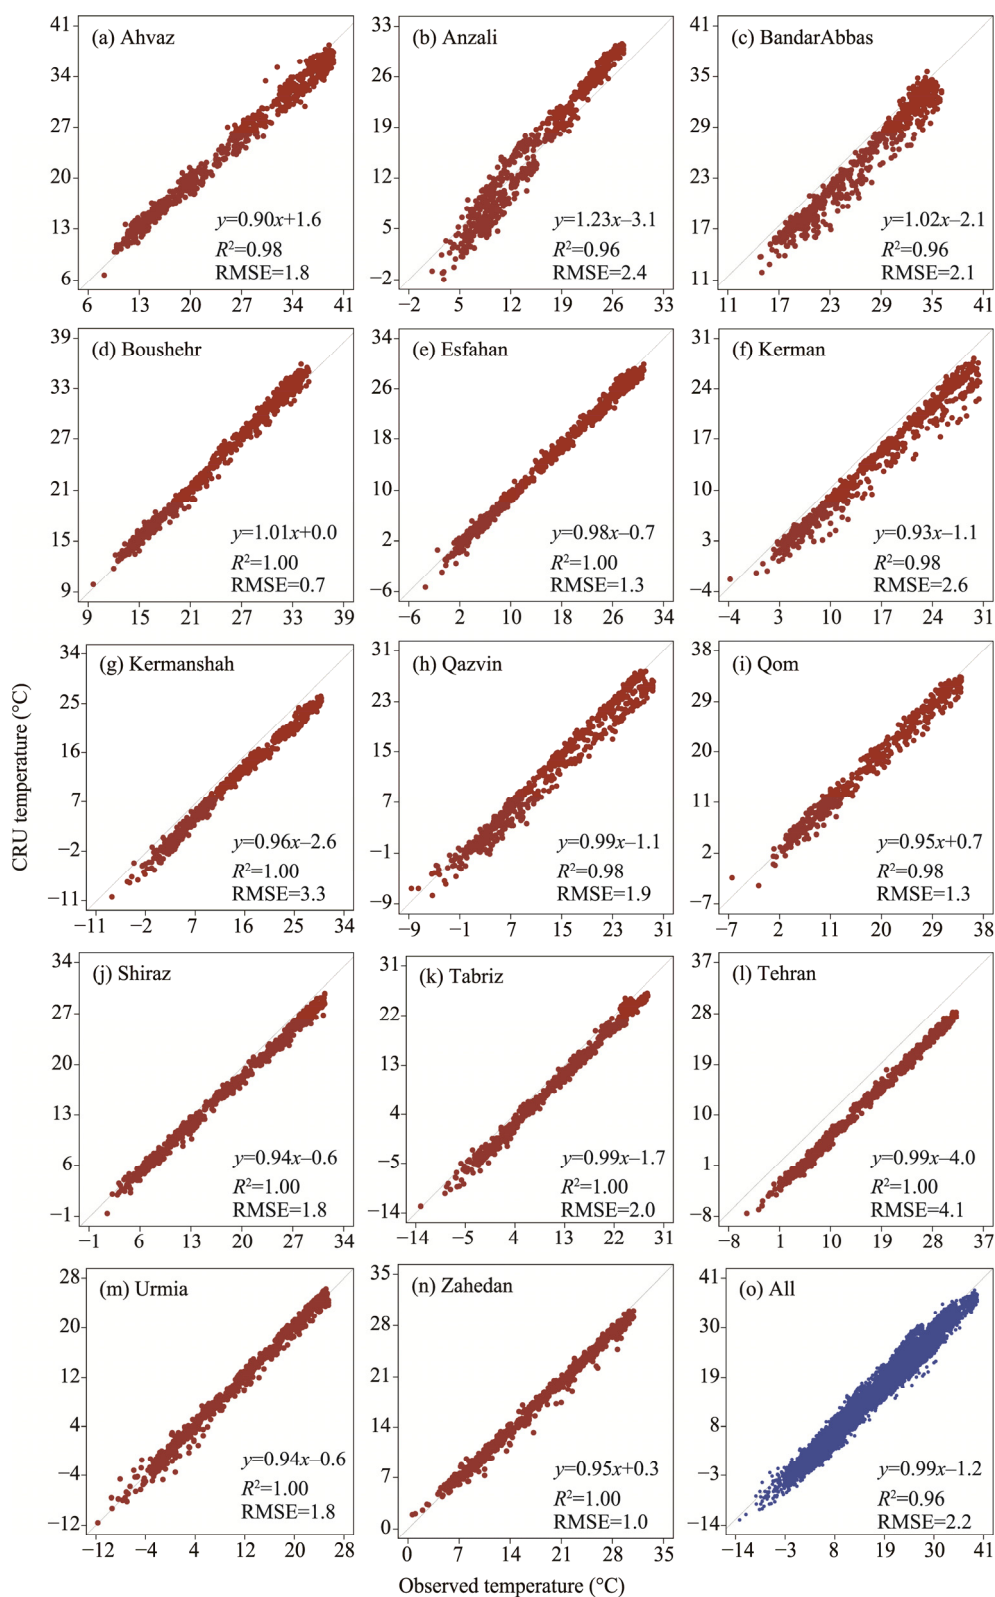 (a) Ahvaz
41
34
27
20
13
6
y=0.90x+1.6
R²=0.98
RMSE=1.8
6 13 20 27 34 41
(b) Anzali
33
26
19
12
5
−2
y=1.23x–3.1
R²=0.96
RMSE=2.4
−2 5 12 19 26 33
(c) BandarAbbas
41
35
29
23
17
11
y=1.02x–2.1
R²=0.96
RMSE=2.1
11 17 23 29 35 41
(d) Boushehr
39
33
27
21
15
9
y=1.01x+0.0
R²=1.00
RMSE=0.7
9 15 21 27 33 39
(e) Esfahan
34
26
18
10
2
−6
y=0.98x–0.7
R²=1.00
RMSE=1.3
−6 2 10 18 26 34
(f) Kerman
31
24
17
10
3
−4
y=0.93x–1.1
R²=0.98
RMSE=2.6
−4 3 10 17 24 31
CRU temperature (°C)
(g) Kermanshah
34
25
16
7
−2
−11
y=0.96x–2.6
R²=1.00
RMSE=3.3
−11 −2 7 16 25 34
(h) Qazvin
31
23
15
7
−1
−9
y=0.99x–1.1
R²=0.98
RMSE=1.9
−9 −1 7 15 23 31
(i) Qom
38
29
20
11
2
−7
y=0.95x+0.7
R²=0.98
RMSE=1.3
−7 2 11 20 29 38
(j) Shiraz
34
27
20
13
6
−1
y=0.94x–0.6
R²=1.00
RMSE=1.8
−1 6 13 20 27 34
(k) Tabriz
31
22
13
4
−5
−14
y=0.99x–1.7
R²=1.00
RMSE=2.0
−14 −5 4 13 22 31
(l) Tehran
37
28
19
10
1
−8
y=0.99x–4.0
R²=1.00
RMSE=4.1
−8 1 10 19 28 37
(m) Urmia
28
20
12
4
−4
−12
y=0.94x–0.6
R²=1.00
RMSE=1.8
−12 −4 4 12 20 28
(n) Zahedan
35
28
21
14
7
0
y=0.95x+0.3
R²=1.00
RMSE=1.0
0 7 14 21 28 35
(o) All
41
30
19
8
−3
−14
y=0.99x–1.2
R²=0.96
RMSE=2.2
−14 −3 8 19 30 41
Observed temperature (°C)